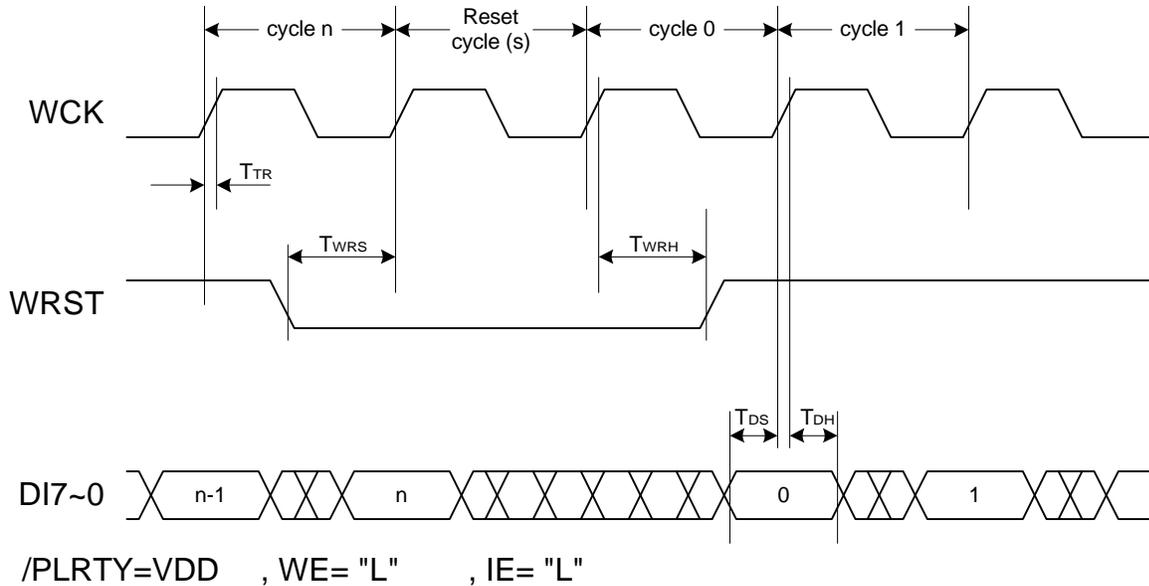 cycle n
Reset
cycle (s)
cycle 0
cycle 1
WCK
TTR
TWRS
TWRH
WRST
TDS
TDH
DI7~0
n-1
n
0
1
/PLRTY=VDD , WE= "L" , IE= "L"